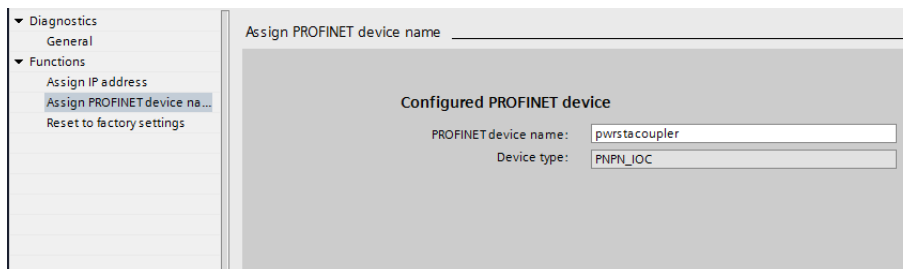 Diagnostics
General
Functions
Assign IP address
Assign PROFINET device na...
Reset to factory settings
Assign PROFINET device name
Configured PROFINET device
PROFINET device name: pwrstacoupler
Device type: PNPN_IOC